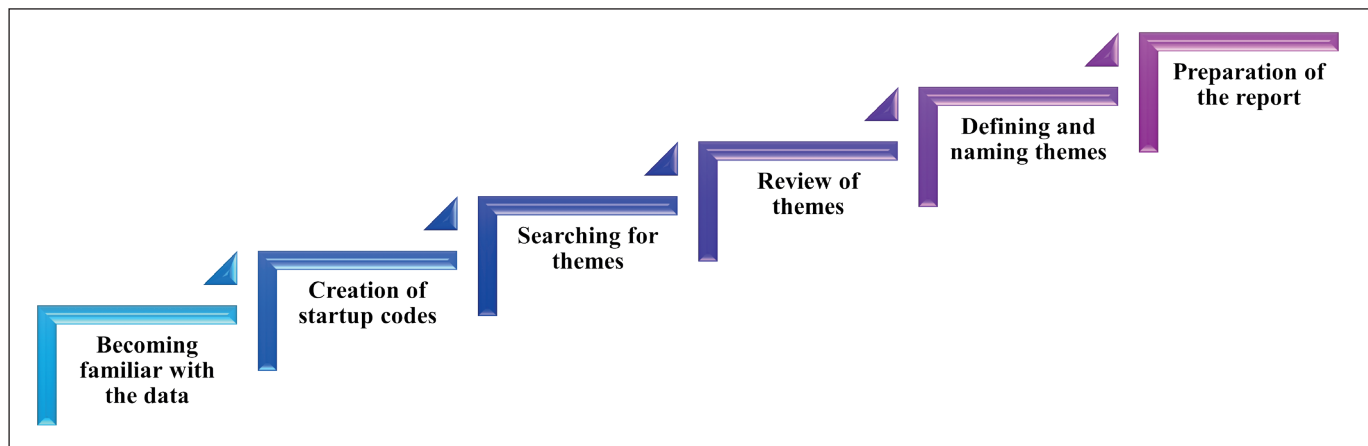 Becoming
familiar with
the data
Creation of
startup codes
Searching for
themes
Review of
themes
Defining and
naming themes
Preparation of
the report